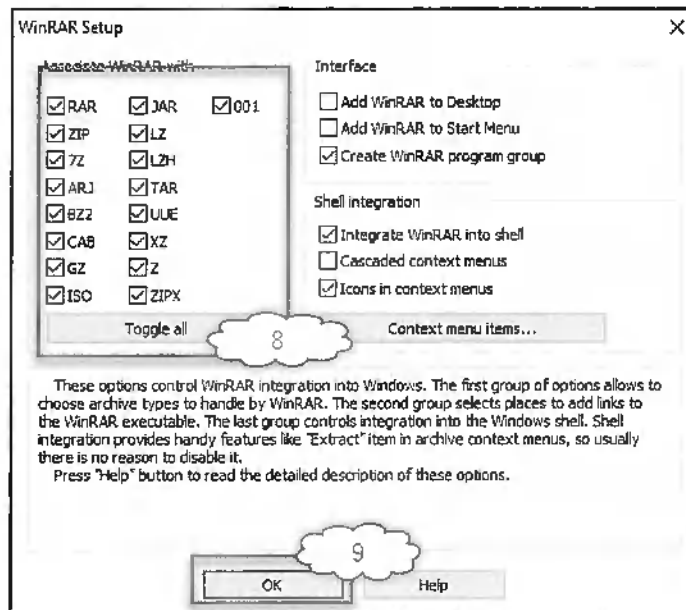 WinRAR Setup
Associate WinRAR with
RAR JAR 001
ZIP LZ
7Z LZH
ARJ TAR
BZ2 UUE
CAB XZ
GZ Z
ISO ZIPX
Toggle all
8
Interface
Add WinRAR to Desktop
Add WinRAR to Start Menu
Create WinRAR program group
Shell integration
Integrate WinRAR into shell
Cascaded context menus
Icons in context menus
Context menu items...
These options control WinRAR integration into Windows. The first group of options allows to
choose archive types to handle by WinRAR. The second group selects places to add links to
the WinRAR executable. The last group controls integration into the Windows shell. Shell
integration provides handy features like "Extract" item in archive context menus, so usually
there is no reason to disable it.
Press "Help" button to read the detailed description of these options.
9
OK
Help